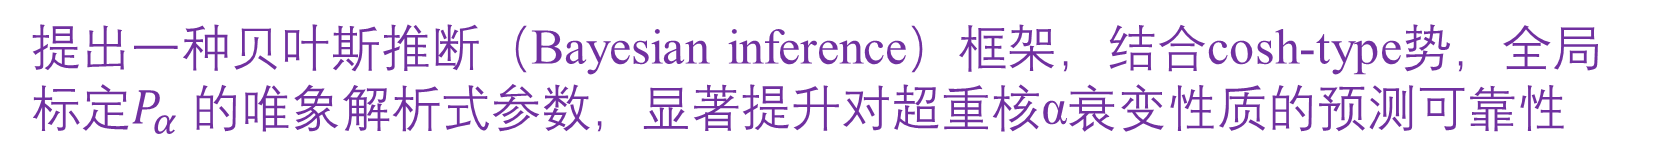 提出一种贝叶斯推断（Bayesian inference）框架，结合cosh-type势，全局
标定Pα 的唯象解析式参数，显著提升对超重核α衰变性质的预测可靠性